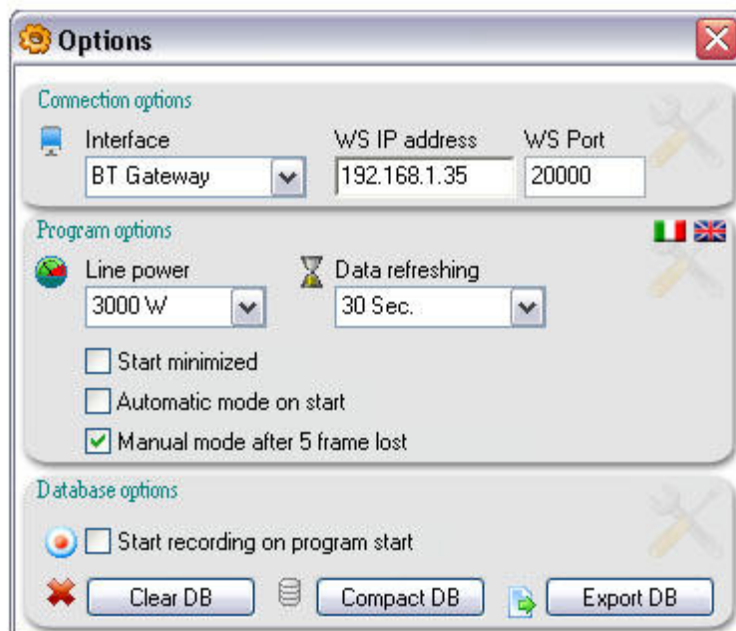 Options
Connection options
Interface WS IP address WS Port
BT Gateway 192.168.1.35 20000
Program options
Line power Data refreshing
3000 W 30 Sec.
Start minimized
Automatic mode on start
Manual mode after 5 frame lost
Database options
Start recording on program start
Clear DB Compact DB Export DB